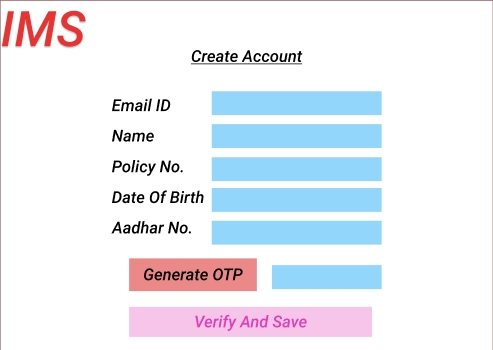 IMS
Create Account
Email ID
Name
Policy No.
Date Of Birth
Aadhar No.
Generate OTP
Verify And Save